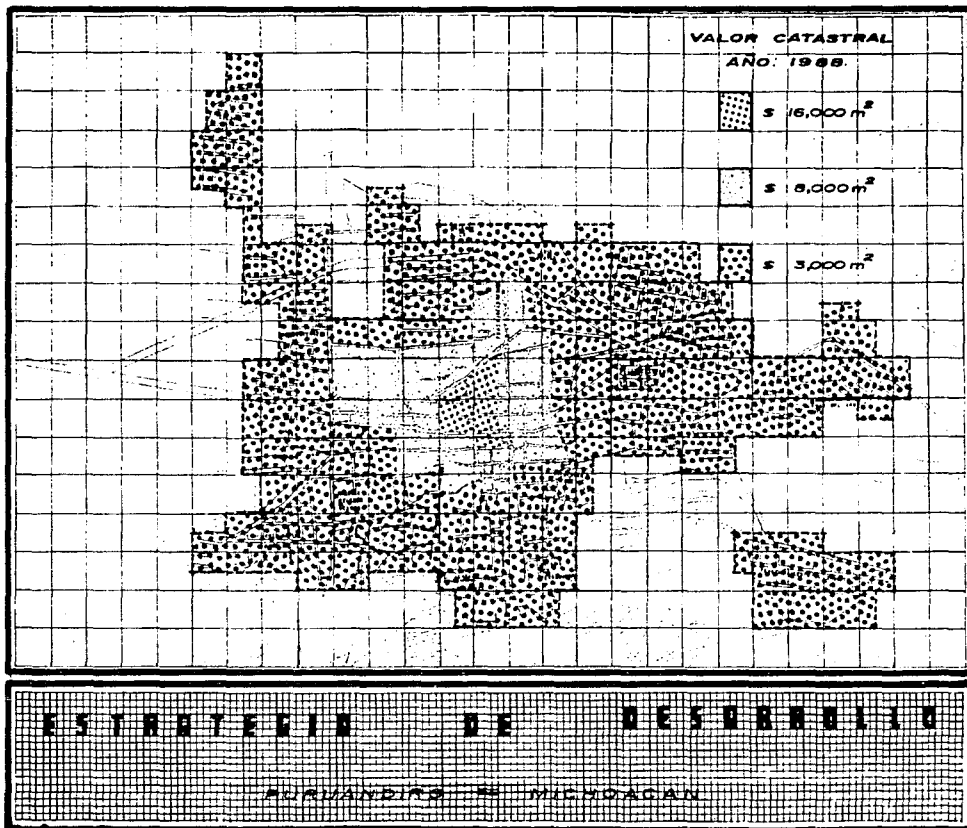 VALOR CATASTRAL
AÑO: 1988.
$ 16,000 m²
$ 8,000 m²
$ 3,000 m²
ESTRATEGIA DE DESARROLLO
PURUANDIRO = MICHOACAN